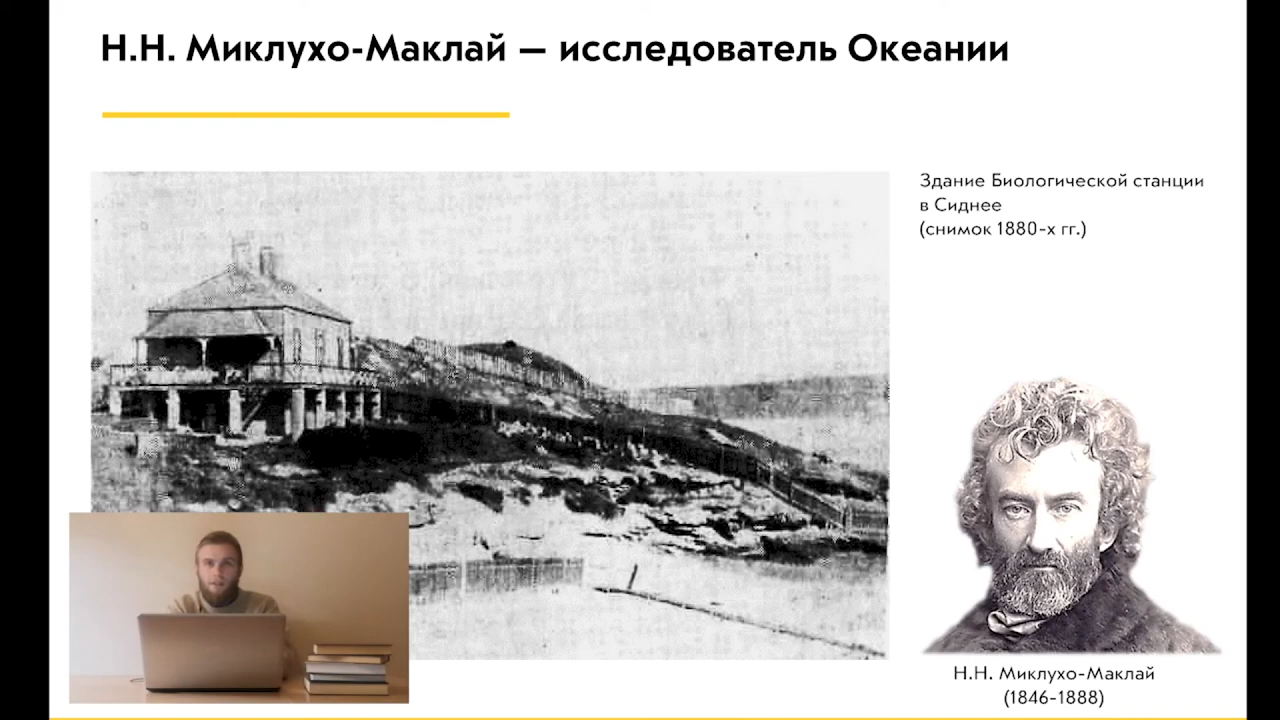 Н.Н. Миклухо-Маклай — исследователь Океании
Здание Биологической станции
в Сиднее
(снимок 1880-х гг.)
Н.Н. Миклухо-Маклай
(1846-1888)